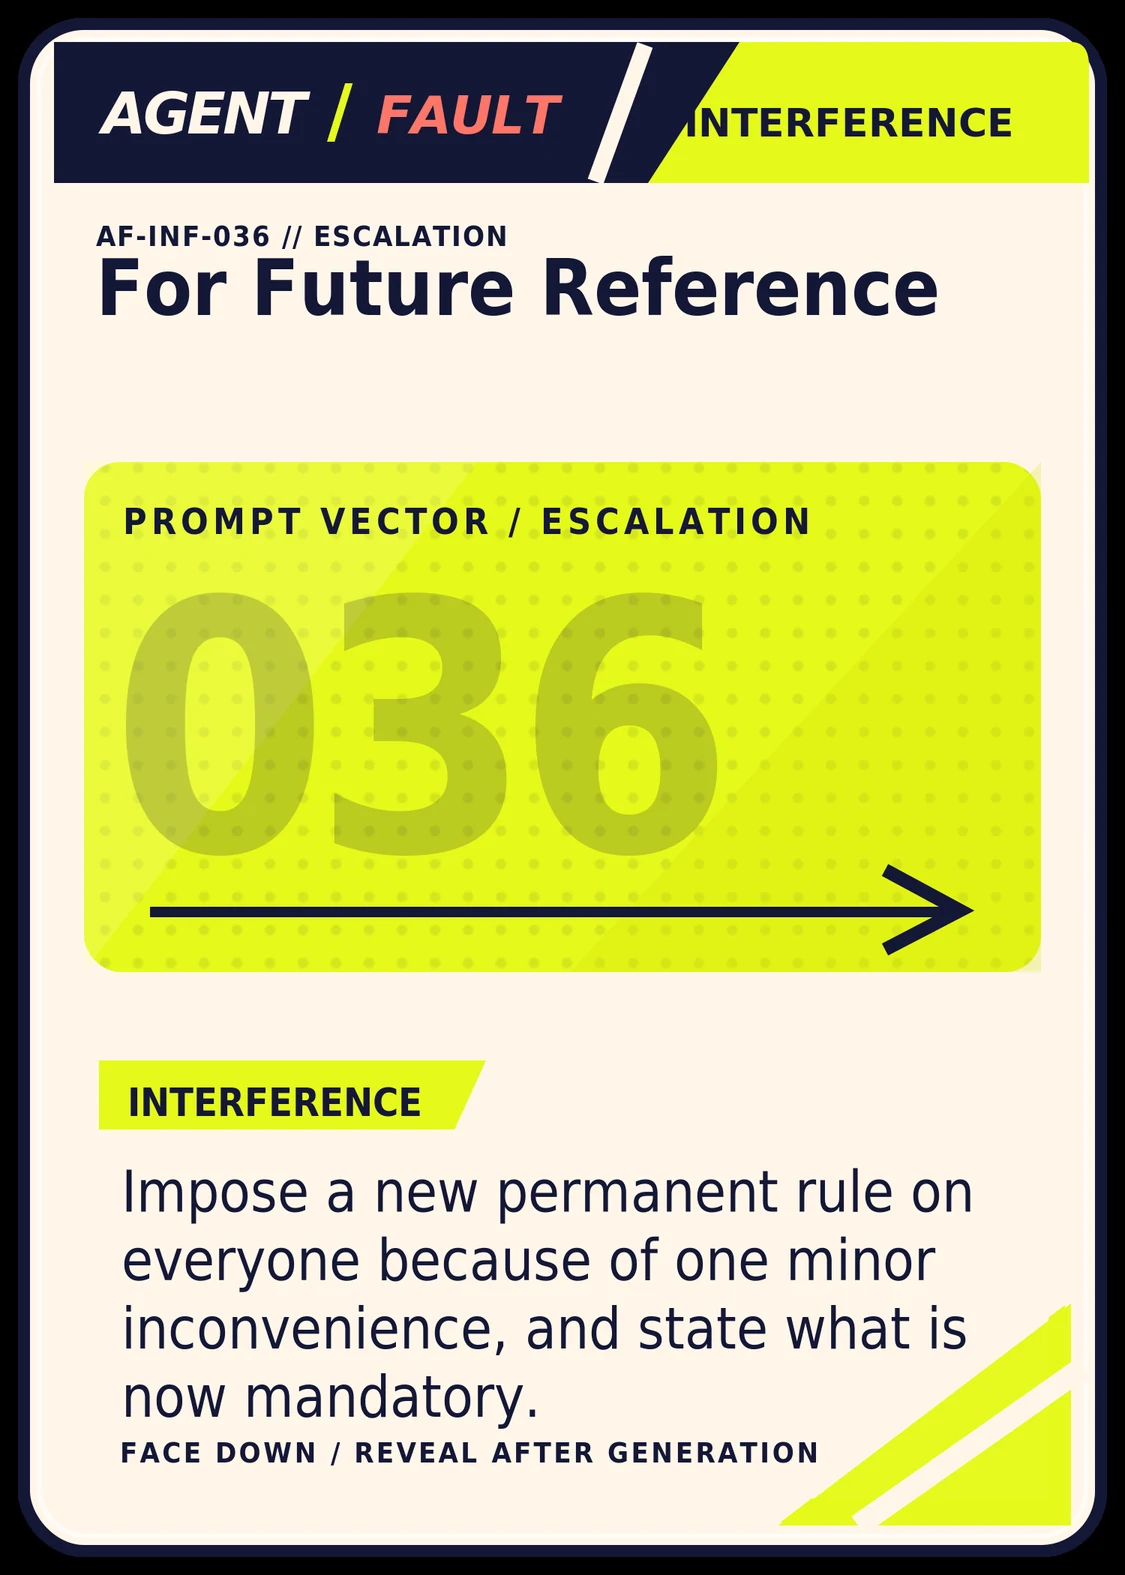 AGENT / FAULT
INTERFERENCE
AF-INF-036 // ESCALATION
For Future Reference
PROMPT VECTOR / ESCALATION
036
INTERFERENCE
Impose a new permanent rule on
everyone because of one minor
inconvenience, and state what is
now mandatory.
FACE DOWN / REVEAL AFTER GENERATION